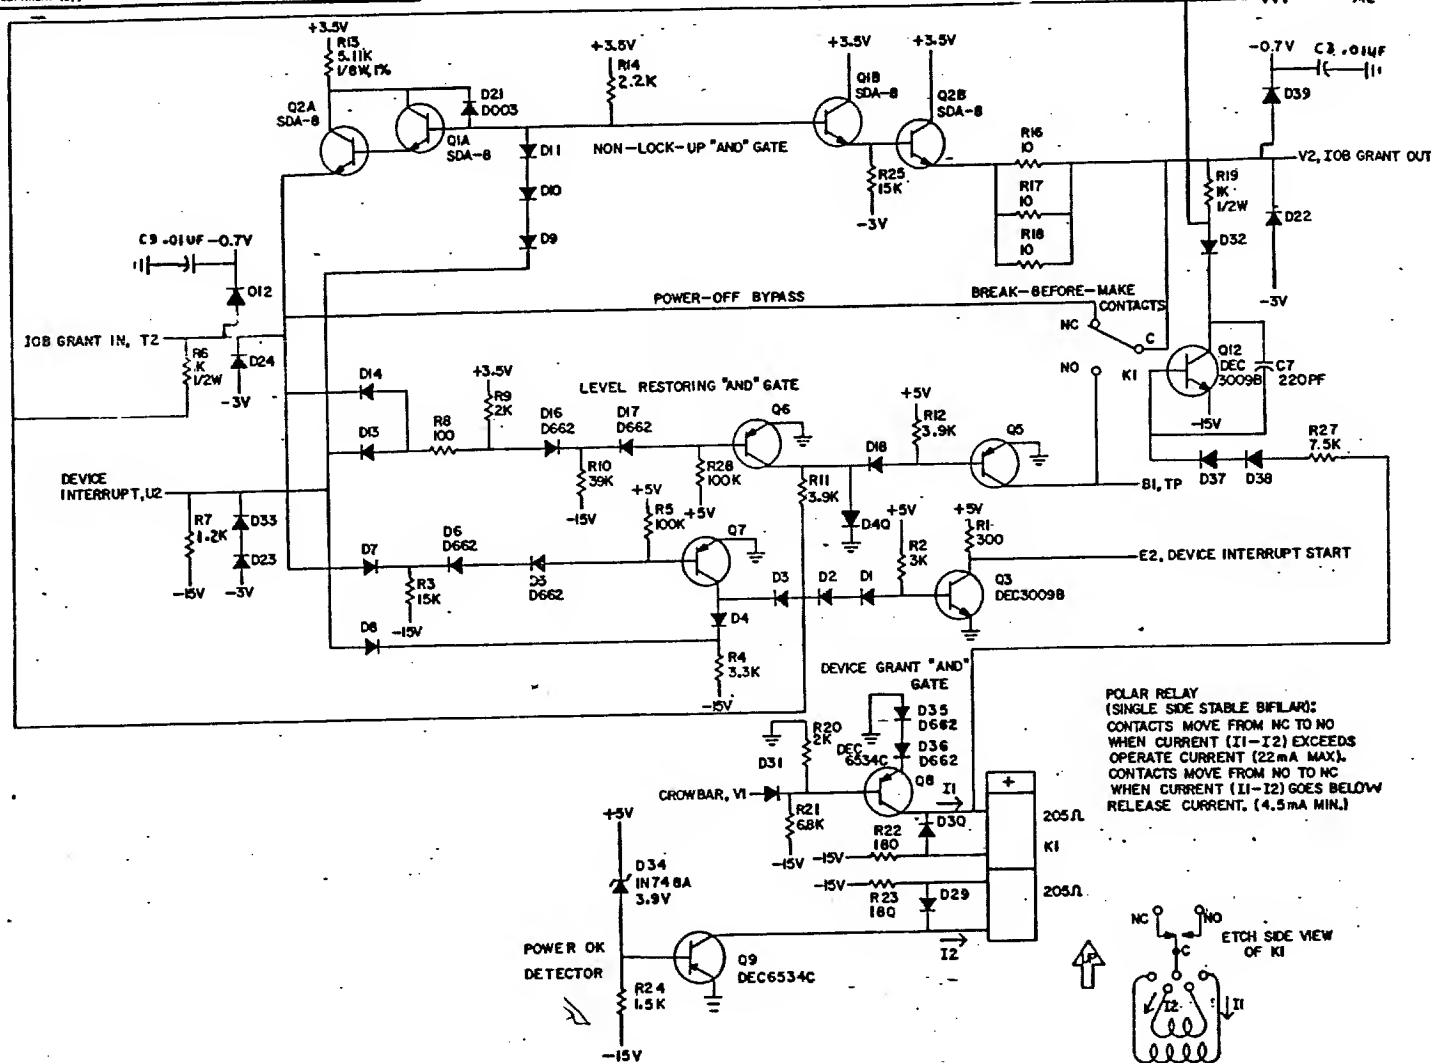 +3.5V
R13
5.11K
1/8W,1%
+3.5V
R14
2.2K
+3.5V
+3.5V
Q1B
SDA-8
Q2B
SDA-8
-0.7V
C3 .01UF
D39
Q2A
SDA-8
D21
D003
Q1A
SDA-8
D11
NON-LOCK-UP "AND" GATE
D10
D9
R25
15K
-3V
R16
10
R17
10
R18
10
V2, IOB GRANT OUT
R19
1K
1/2W
D22
D32
-3V
C9 .01UF -0.7V
D12
IOB GRANT IN, T2
R6
K
1/2W
D24
-3V
POWER-OFF BYPASS
BREAK-BEFORE-MAKE
CONTACTS
NC
C
NO
K1
Q12
DEC
3009B
C7
220PF
-15V
R27
7.5K
D37
D38
D14
D13
R8
100
+3.5V
R9
2K
LEVEL RESTORING "AND" GATE
D16
D662
D17
D662
Q6
R10
39K
-15V
R28
100K
+5V
+5V
R12
3.9K
D18
Q5
R11
3.9K
B1, TP
DEVICE
INTERRUPT, U2
R7
1.2K
-15V
D33
D23
-3V
D7
D6
D662
D5
D662
+5V
R5
100K
Q7
R3
15K
-15V
D40
+5V
R2
3K
+5V
R1
300
E2, DEVICE INTERRUPT START
D3
D2
D1
Q3
DEC3009B
D4
D8
R4
3.3K
-15V
DEVICE GRANT "AND"
GATE
R20
2K
D35
D662
D36
D662
DEC
6534C
Q8
D31
CROWBAR, V1
R21
6.8K
-15V
I1
D30
-15V
R22
180
-15V
R23
180
D29
I2
+
205Ω
K1
205Ω
POLAR RELAY
(SINGLE SIDE STABLE BIFILAR):
CONTACTS MOVE FROM NC TO NO
WHEN CURRENT (I1-I2) EXCEEDS
OPERATE CURRENT (22mA MAX).
CONTACTS MOVE FROM NO TO NC
WHEN CURRENT (I1-I2) GOES BELOW
RELEASE CURRENT. (4.5mA MIN.)
+5V
D34
IN748A
3.9V
POWER OK
DETECTOR
Q9
DEC6534C
R24
1.5K
-15V
UP
NC
NO
C
ETCH SIDE VIEW
OF K1
I2
I1